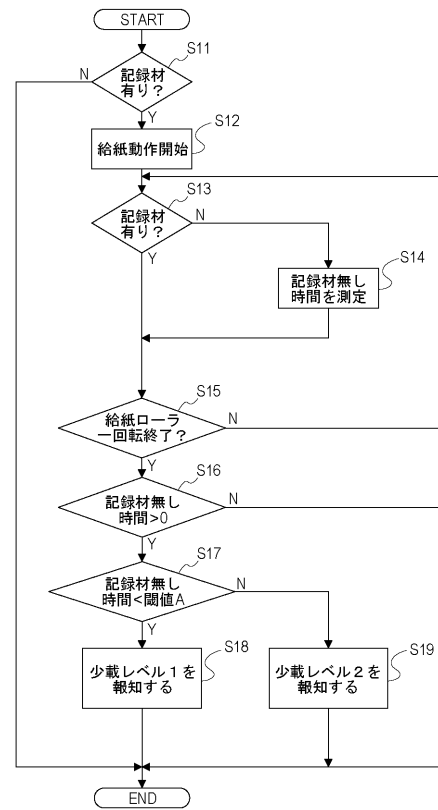 START
S11
N
記録材
有り？
Y
S12
給紙動作開始
S13
記録材
有り？
N
Y
S14
記録材無し
時間を測定
S15
給紙ローラ
一回転終了？
N
Y
S16
記録材無し
時間>0
N
Y
S17
記録材無し
時間<閾値A
N
Y
S18
少載レベル１を
報知する
S19
少載レベル２を
報知する
END